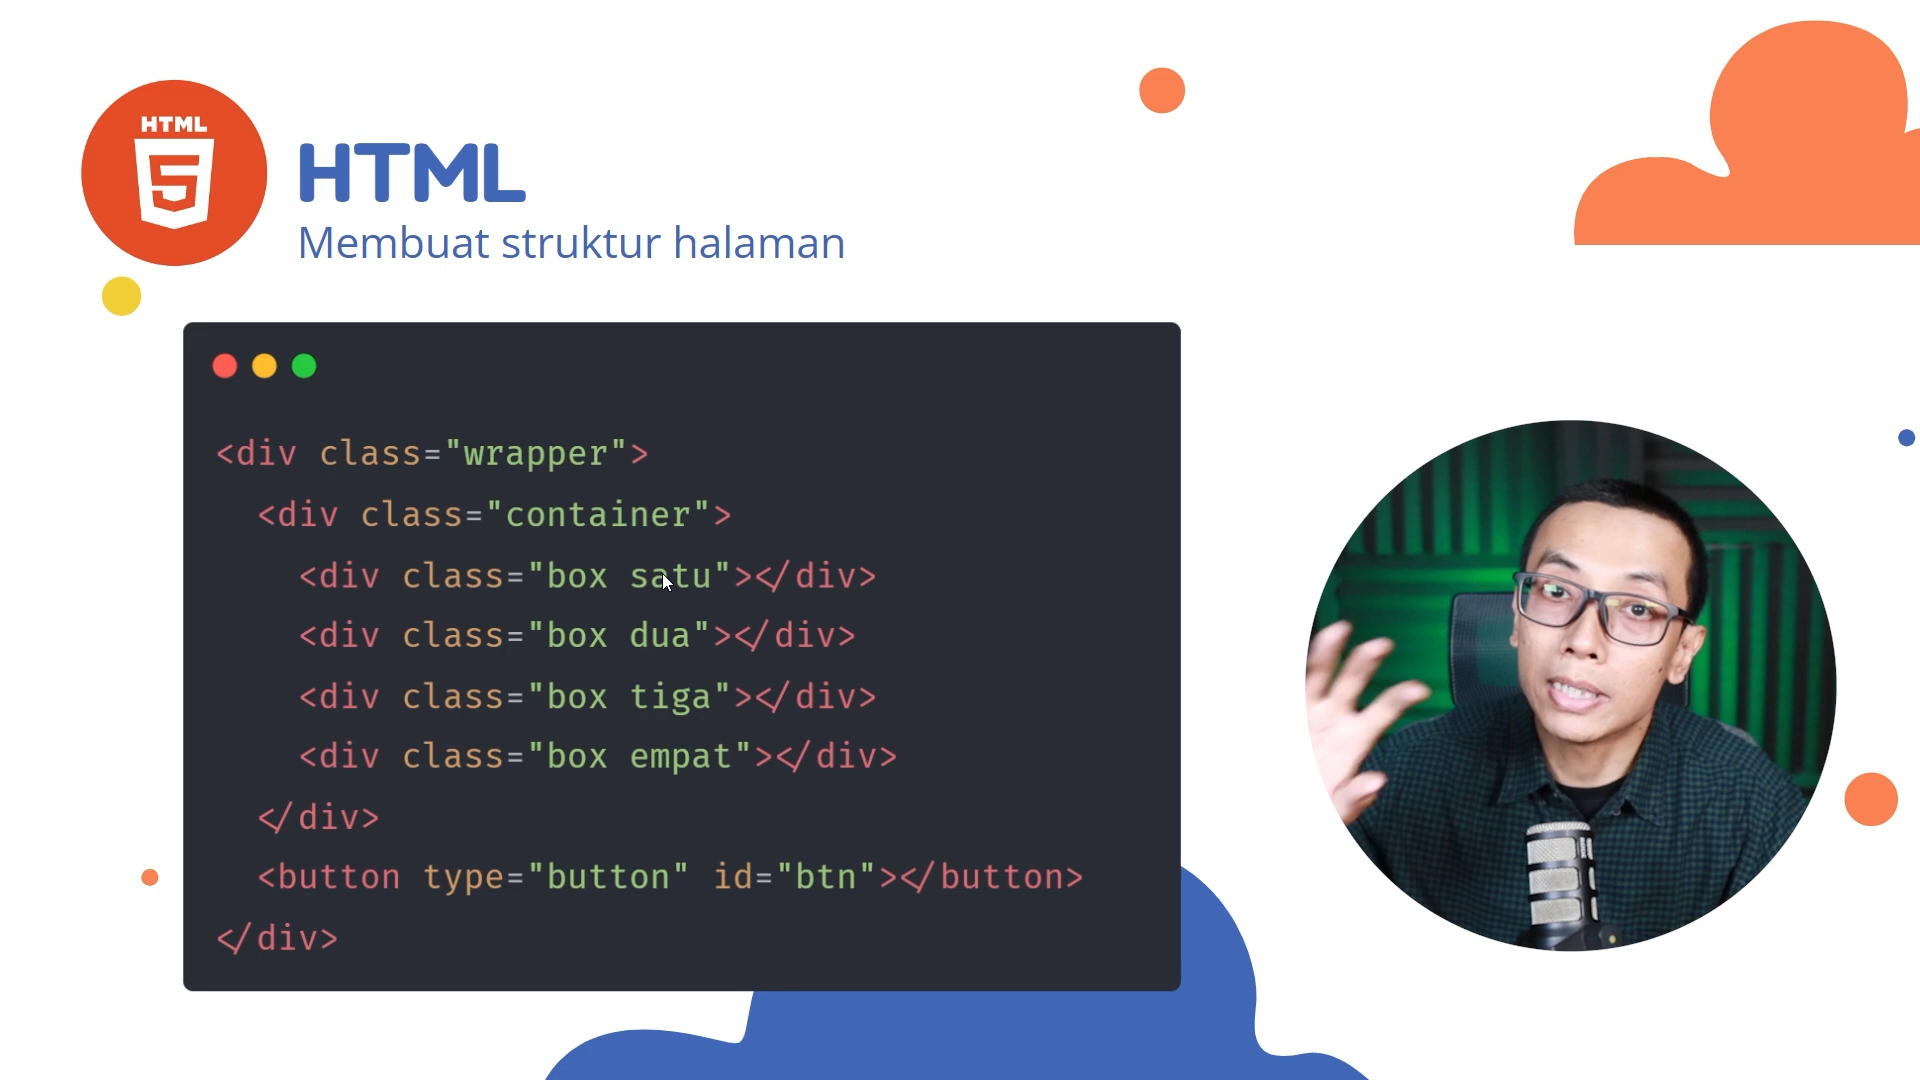 HTML
5
HTML
Membuat struktur halaman
<div class="wrapper">
  <div class="container">
    <div class="box satu"></div>
    <div class="box dua"></div>
    <div class="box tiga"></div>
    <div class="box empat"></div>
  </div>
  <button type="button" id="btn"></button>
</div>